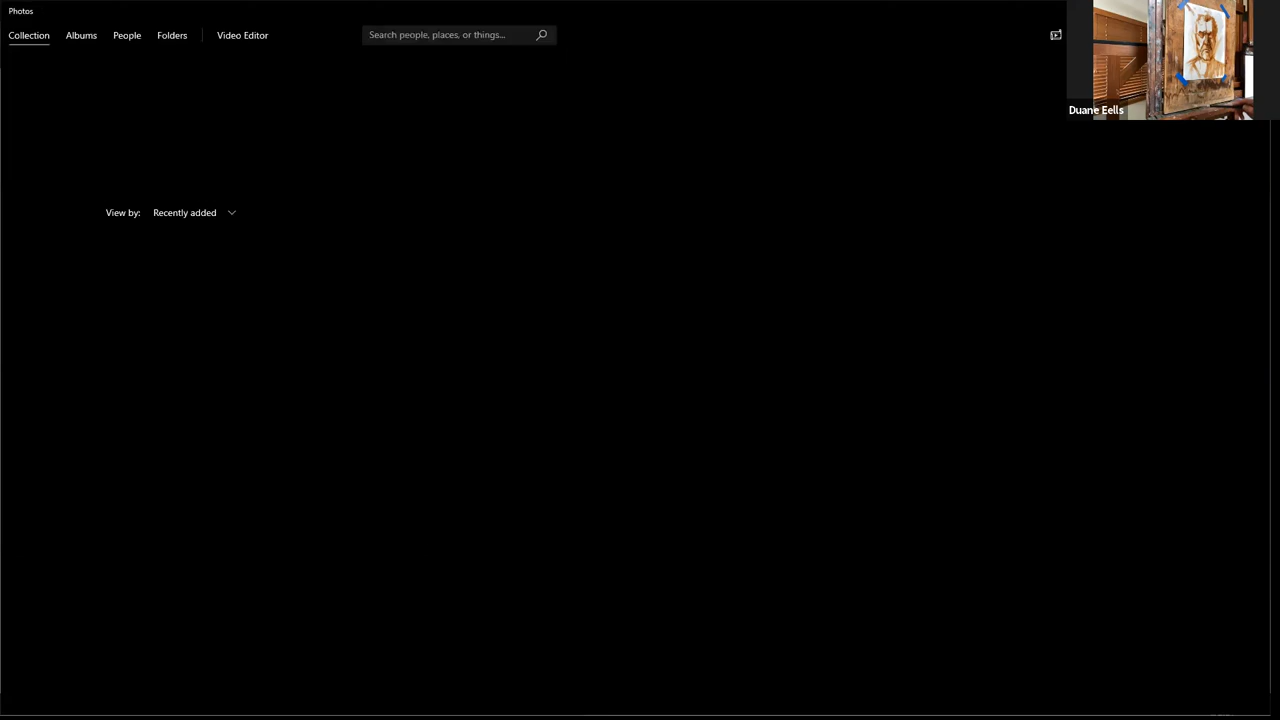 Photos
Collection Albums People Folders Video Editor
Search people, places, or things...
Duane Eells
View by: Recently added